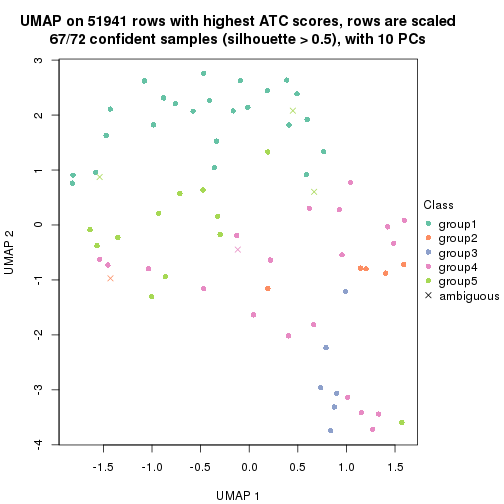 UMAP on 51941 rows with highest ATC scores, rows are scaled
67/72 confident samples (silhouette > 0.5), with 10 PCs
3
2
1
0
-1
-2
-3
-4
UMAP 2
-1.5 -1.0 -0.5 0.0 0.5 1.0 1.5
UMAP 1
Class
group1
group2
group3
group4
group5
ambiguous